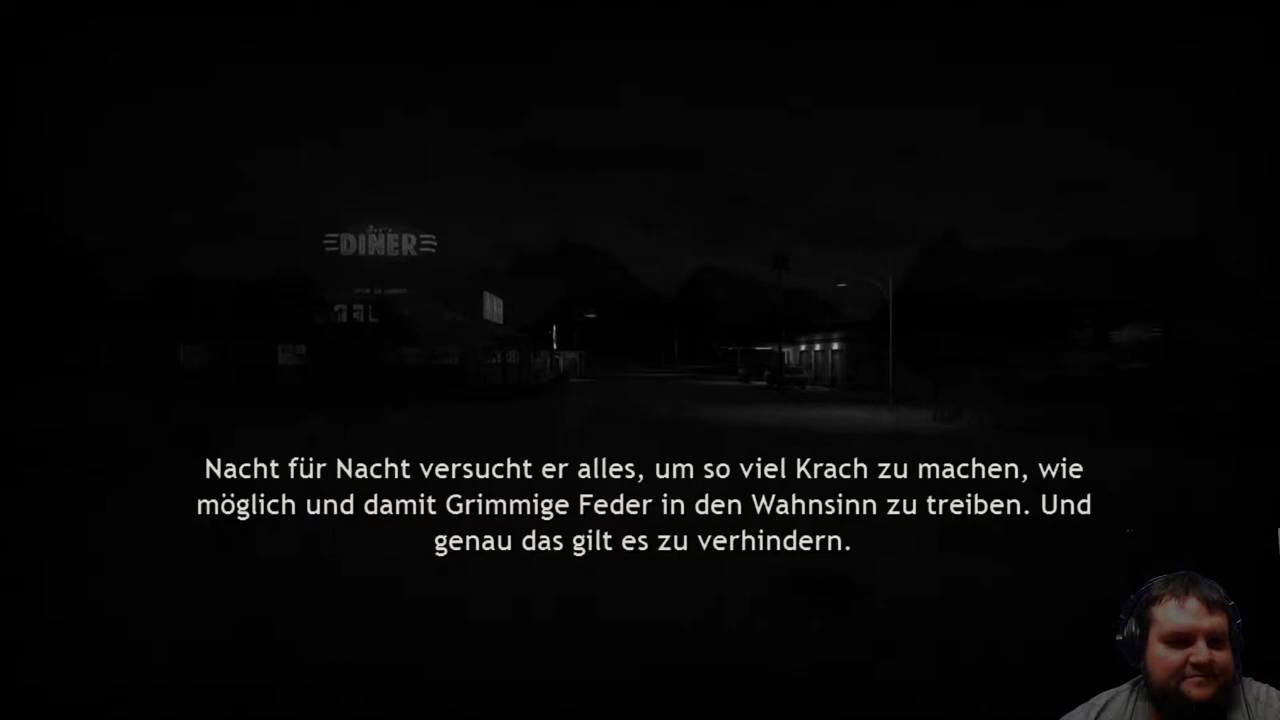 DINER
Nacht für Nacht versucht er alles, um so viel Krach zu machen, wie
möglich und damit Grimmige Feder in den Wahnsinn zu treiben. Und
genau das gilt es zu verhindern.